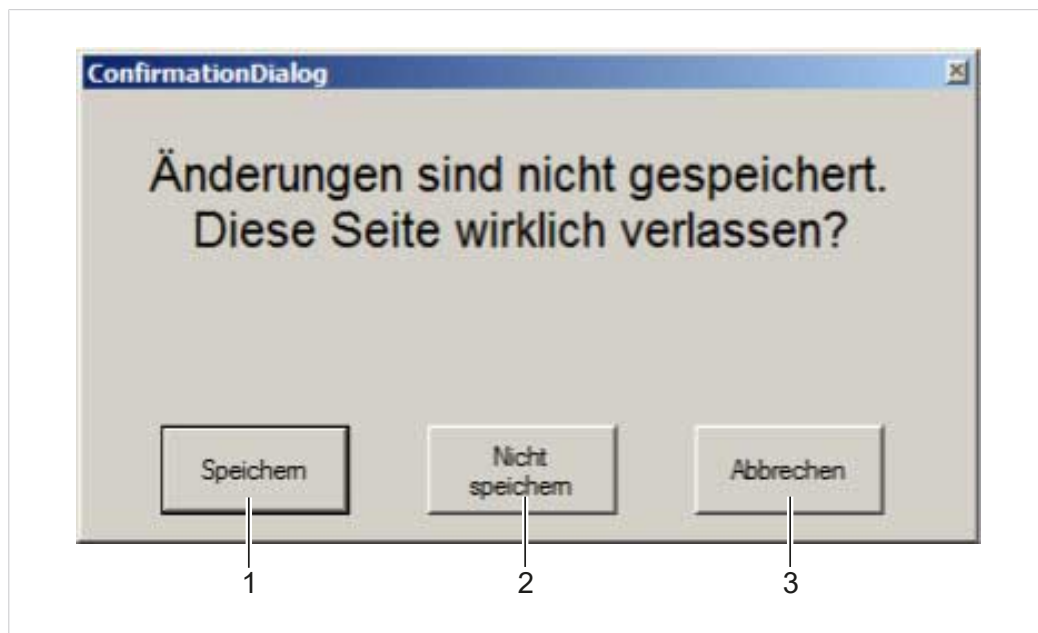 ConfirmationDialog
Änderungen sind nicht gespeichert.
Diese Seite wirklich verlassen?
Speichern
Nicht
speichern
Abbrechen
1
2
3